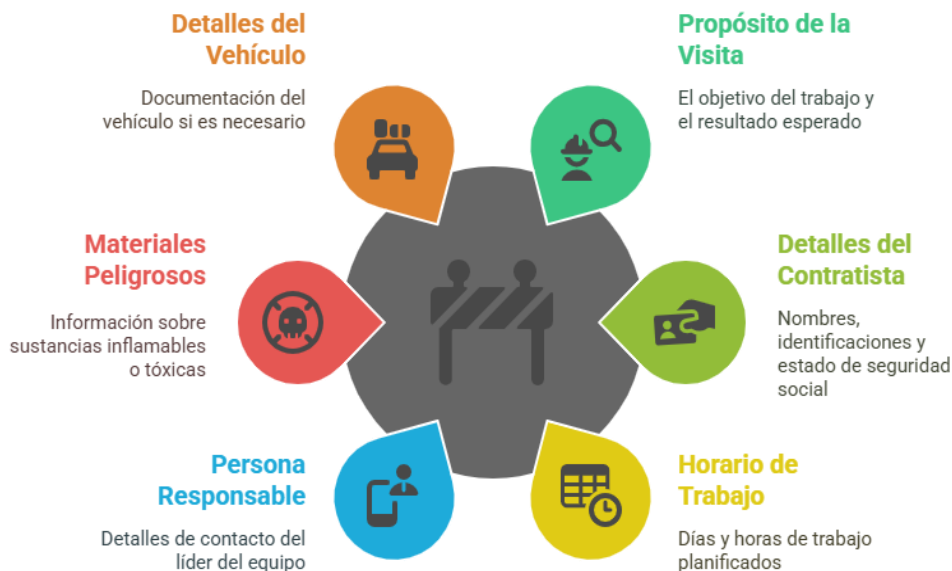 Detalles del
Vehículo
Documentación del
vehículo si es necesario
Propósito de la
Visita
El objetivo del trabajo y
el resultado esperado
Materiales
Peligrosos
Información sobre
sustancias inflamables
o tóxicas
Detalles del
Contratista
Nombres,
identificaciones y
estado de seguridad
social
Persona
Responsable
Detalles de contacto del
líder del equipo
Horario de
Trabajo
Días y horas de trabajo
planificados